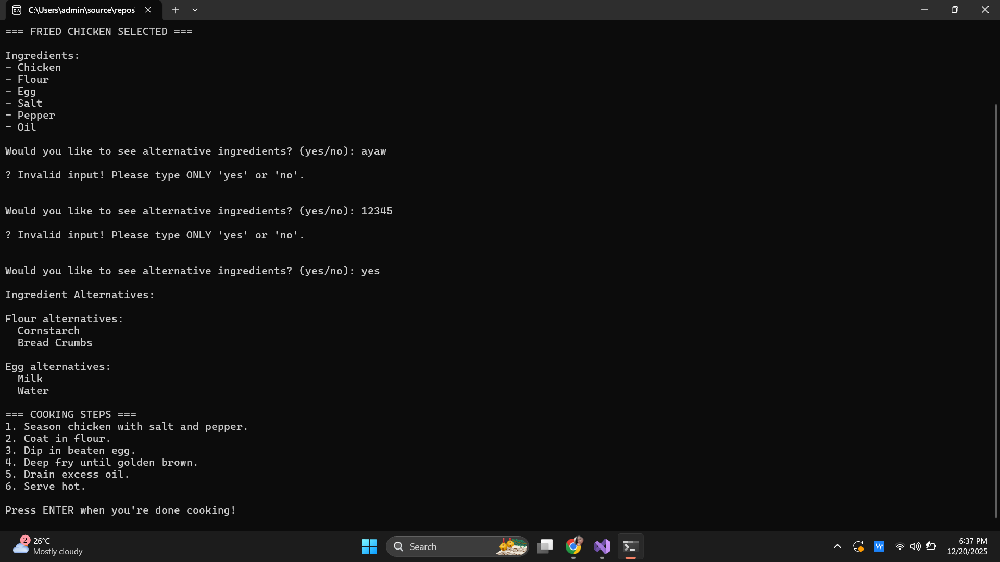 C:\Users\admin\source\repos\
=== FRIED CHICKEN SELECTED ===
Ingredients:
- Chicken
- Flour
- Egg
- Salt
- Pepper
- Oil
Would you like to see alternative ingredients? (yes/no): ayaw
? Invalid input! Please type ONLY 'yes' or 'no'.
Would you like to see alternative ingredients? (yes/no): 12345
? Invalid input! Please type ONLY 'yes' or 'no'.
Would you like to see alternative ingredients? (yes/no): yes
Ingredient Alternatives:
Flour alternatives:
Cornstarch
Bread Crumbs
Egg alternatives:
Milk
Water
=== COOKING STEPS ===
1. Season chicken with salt and pepper.
2. Coat in flour.
3. Dip in beaten egg.
4. Deep fry until golden brown.
5. Drain excess oil.
6. Serve hot.
Press ENTER when you're done cooking!
2
26°C
Mostly cloudy
Search
6:37 PM
12/20/2025